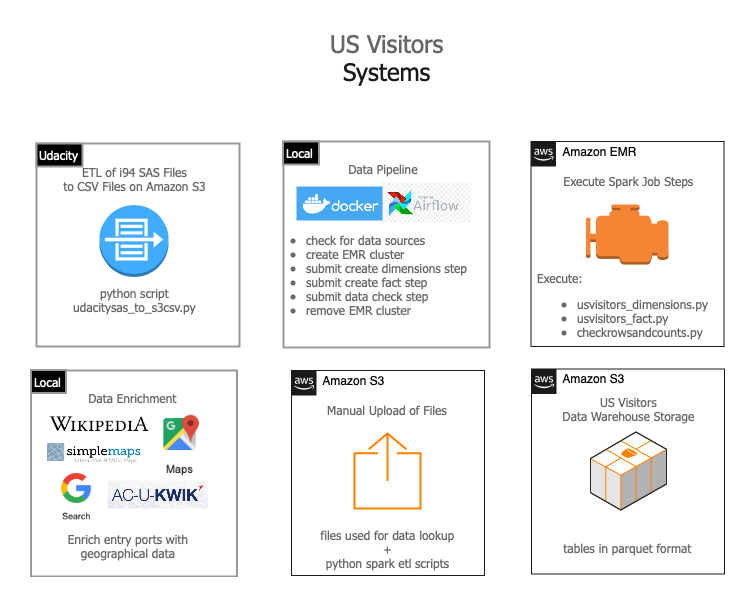 US Visitors
Systems
Udacity
ETL of i94 SAS Files
to CSV Files on Amazon S3
python script
udacitysas_to_s3csv.py
Local
Data Pipeline
docker
Apache
Airflow
• check for data sources
• create EMR cluster
• submit create dimensions step
• submit create fact step
• submit data check step
• remove EMR cluster
aws
Amazon EMR
Execute Spark Job Steps
Execute:
• usvisitors_dimensions.py
• usvisitors_fact.py
• checkrowsandcounts.py
Local
Data Enrichment
WIKIPEDIA
simplemaps
Interactive HTML5 Maps
Maps
Search
AC-U-KWIK
Enrich entry ports with
geographical data
aws
Amazon S3
Manual Upload of Files
files used for data lookup
+
python spark etl scripts
aws
Amazon S3
US Visitors
Data Warehouse Storage
tables in parquet format